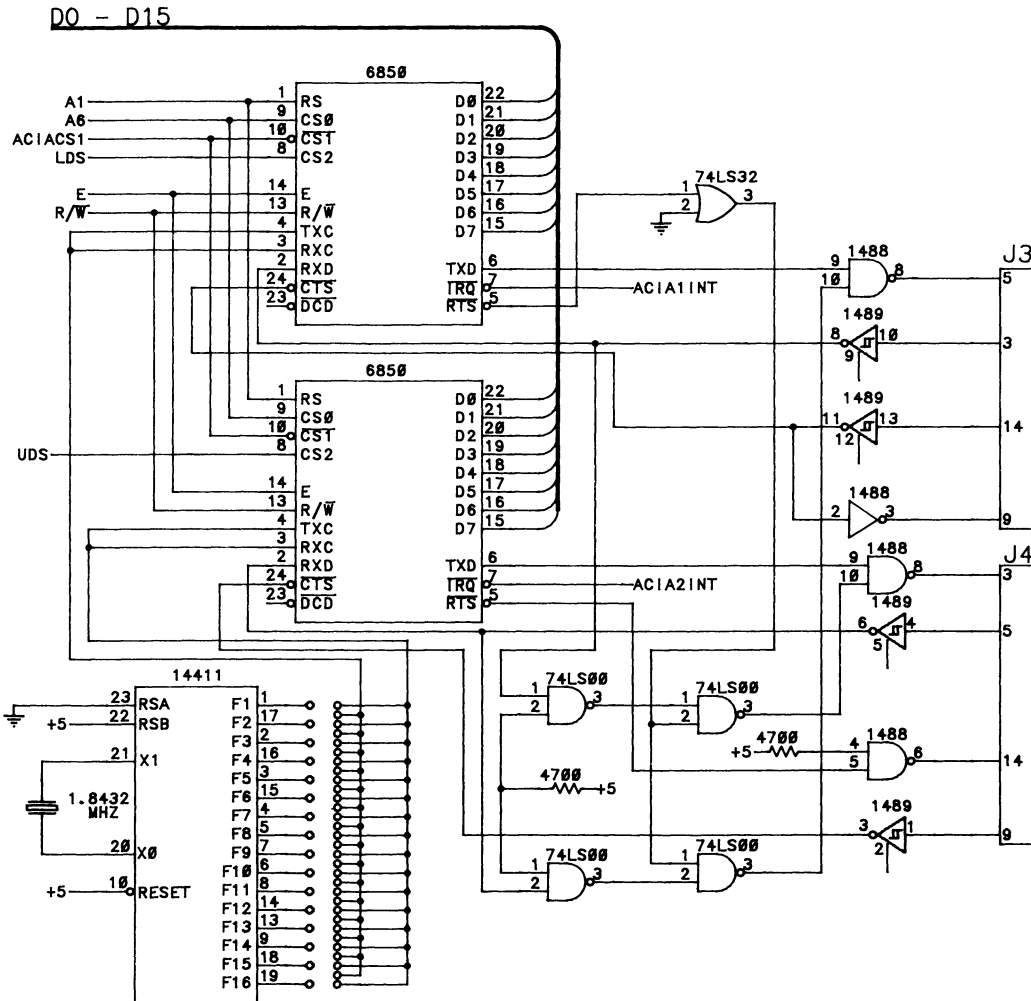 D0 - D15
6850
A1
A6
ACIACS1
LDS
E
R/W
1 RS
9 CS0
10 CS1
8 CS2
14 E
13 R/W
4 TXC
3 RXC
2 RXD
24 CTS
23 DCD
D0 22
D1 21
D2 20
D3 19
D4 18
D5 17
D6 16
D7 15
TXD 6
IRQ 7
RTS 5
ACIA1INT
74LS32
1
2
3
1488
9
10
8
J3
5
1489
8
9
10
3
1489
11
12
13
14
1488
2
3
9
6850
UDS
1 RS
9 CS0
10 CS1
8 CS2
14 E
13 R/W
4 TXC
3 RXC
2 RXD
24 CTS
23 DCD
D0 22
D1 21
D2 20
D3 19
D4 18
D5 17
D6 16
D7 15
TXD 6
IRQ 7
RTS 5
ACIA2INT
1488
9
10
8
J4
3
1489
6
5
4
5
74LS00
1
2
3
74LS00
1
2
3
4700
+5
1488
4
5
6
14
4700
+5
1489
3
2
1
9
74LS00
1
2
3
74LS00
1
2
3
14411
23 RSA
+5 22 RSB
21 X1
1.8432
MHZ
20 X0
+5 10 RESET
F1 1
F2 17
F3 2
F4 16
F5 3
F6 15
F7 4
F8 5
F9 7
F10 6
F11 8
F12 14
F13 13
F14 9
F15 18
F16 19